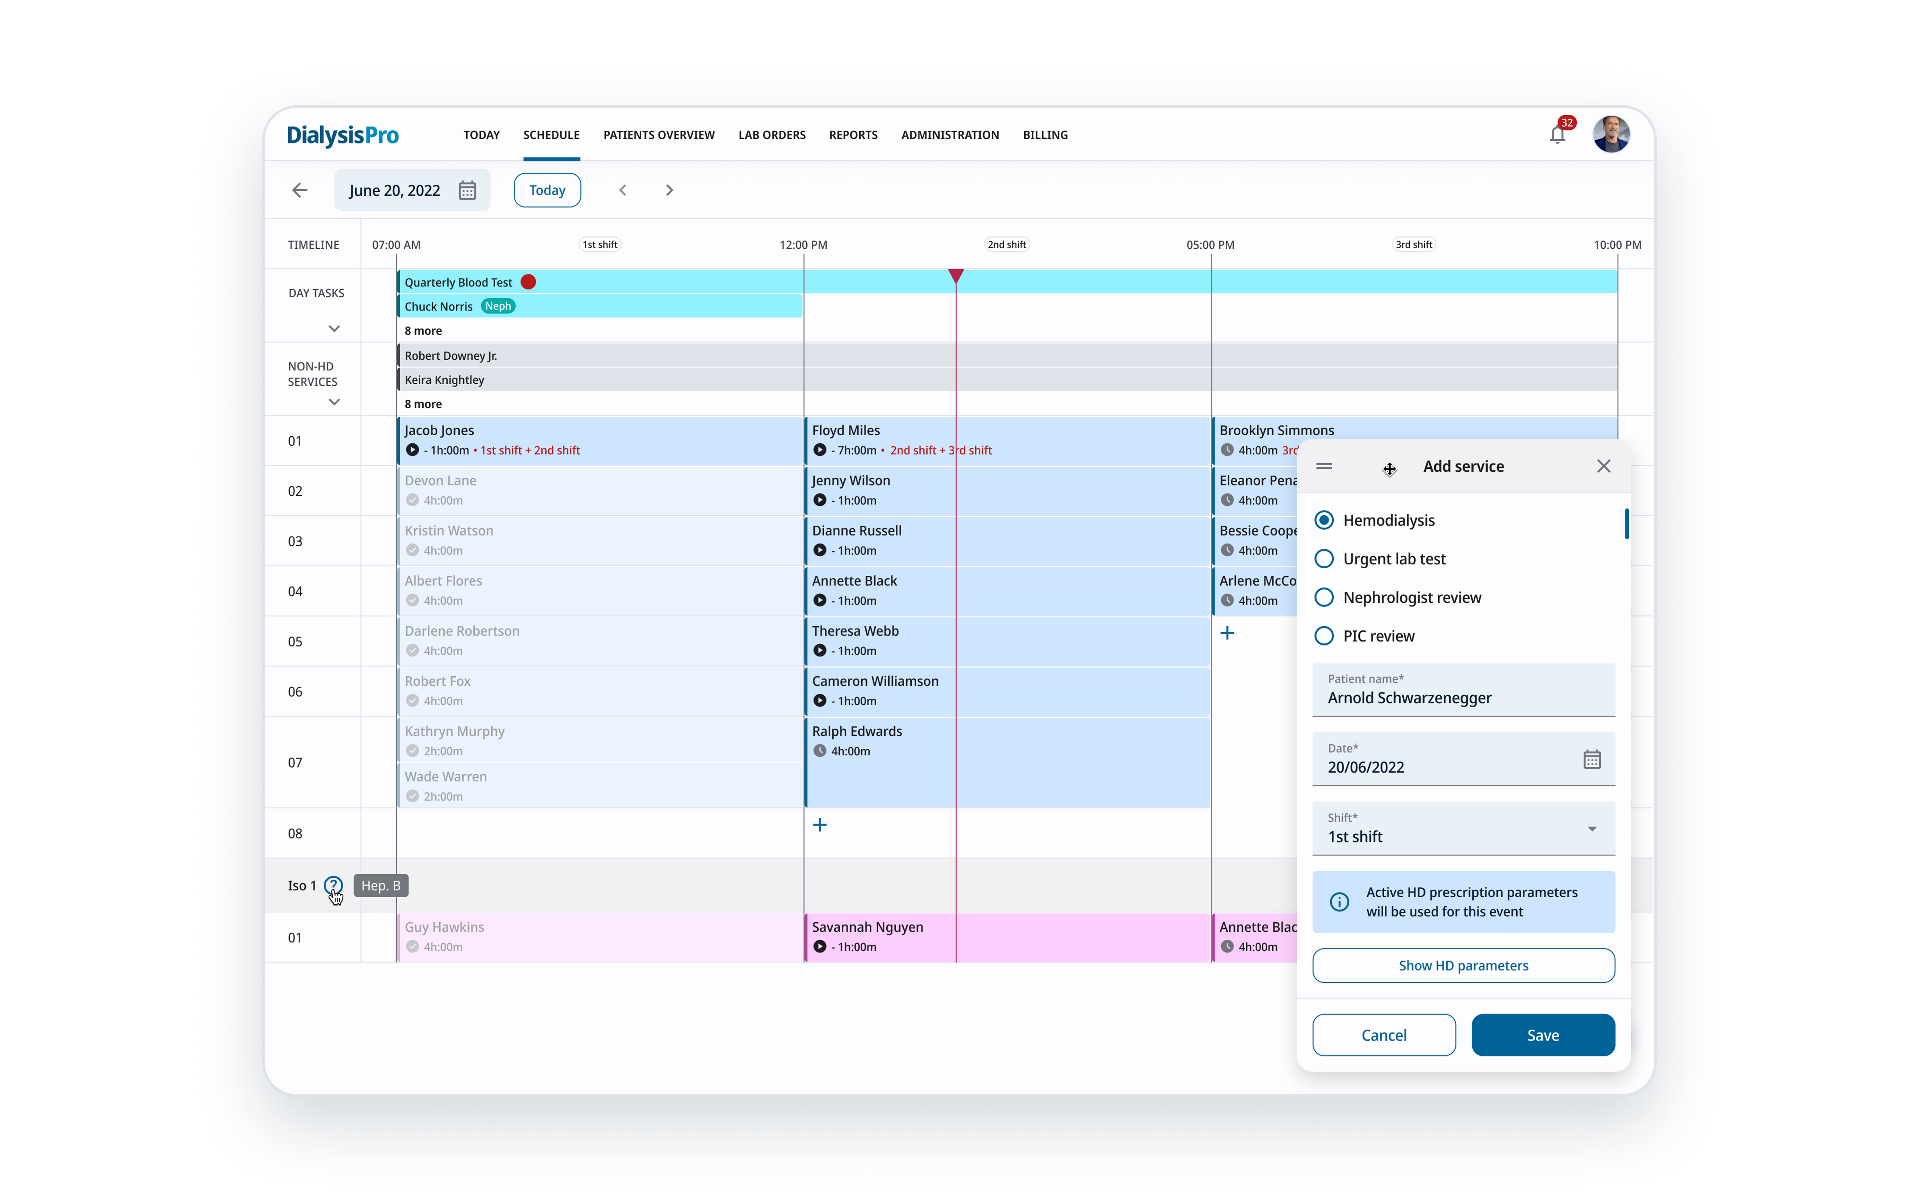 DialysisPro
TODAY
SCHEDULE
PATIENTS OVERVIEW
LAB ORDERS
REPORTS
ADMINISTRATION
BILLING
32
June 20, 2022
Today
TIMELINE
07:00 AM
1st shift
12:00 PM
2nd shift
05:00 PM
3rd shift
10:00 PM
DAY TASKS
Quarterly Blood Test
Chuck Norris Neph
8 more
NON-HD
SERVICES
Robert Downey Jr.
Keira Knightley
8 more
01
Jacob Jones
- 1h:00m • 1st shift + 2nd shift
Floyd Miles
- 7h:00m • 2nd shift + 3rd shift
Brooklyn Simmons
4h:00m 3rd
02
Devon Lane
4h:00m
Jenny Wilson
- 1h:00m
Eleanor Pena
4h:00m
03
Kristin Watson
4h:00m
Dianne Russell
- 1h:00m
Bessie Coope
4h:00m
04
Albert Flores
4h:00m
Annette Black
- 1h:00m
Arlene McCo
4h:00m
05
Darlene Robertson
4h:00m
Theresa Webb
- 1h:00m
06
Robert Fox
4h:00m
Cameron Williamson
- 1h:00m
07
Kathryn Murphy
2h:00m
Wade Warren
2h:00m
Ralph Edwards
4h:00m
08
Iso 1
Hep. B
01
Guy Hawkins
4h:00m
Savannah Nguyen
- 1h:00m
Annette Blac
4h:00m
Add service
Hemodialysis
Urgent lab test
Nephrologist review
PIC review
Patient name*
Arnold Schwarzenegger
Date*
20/06/2022
Shift*
1st shift
Active HD prescription parameters
will be used for this event
Show HD parameters
Cancel
Save